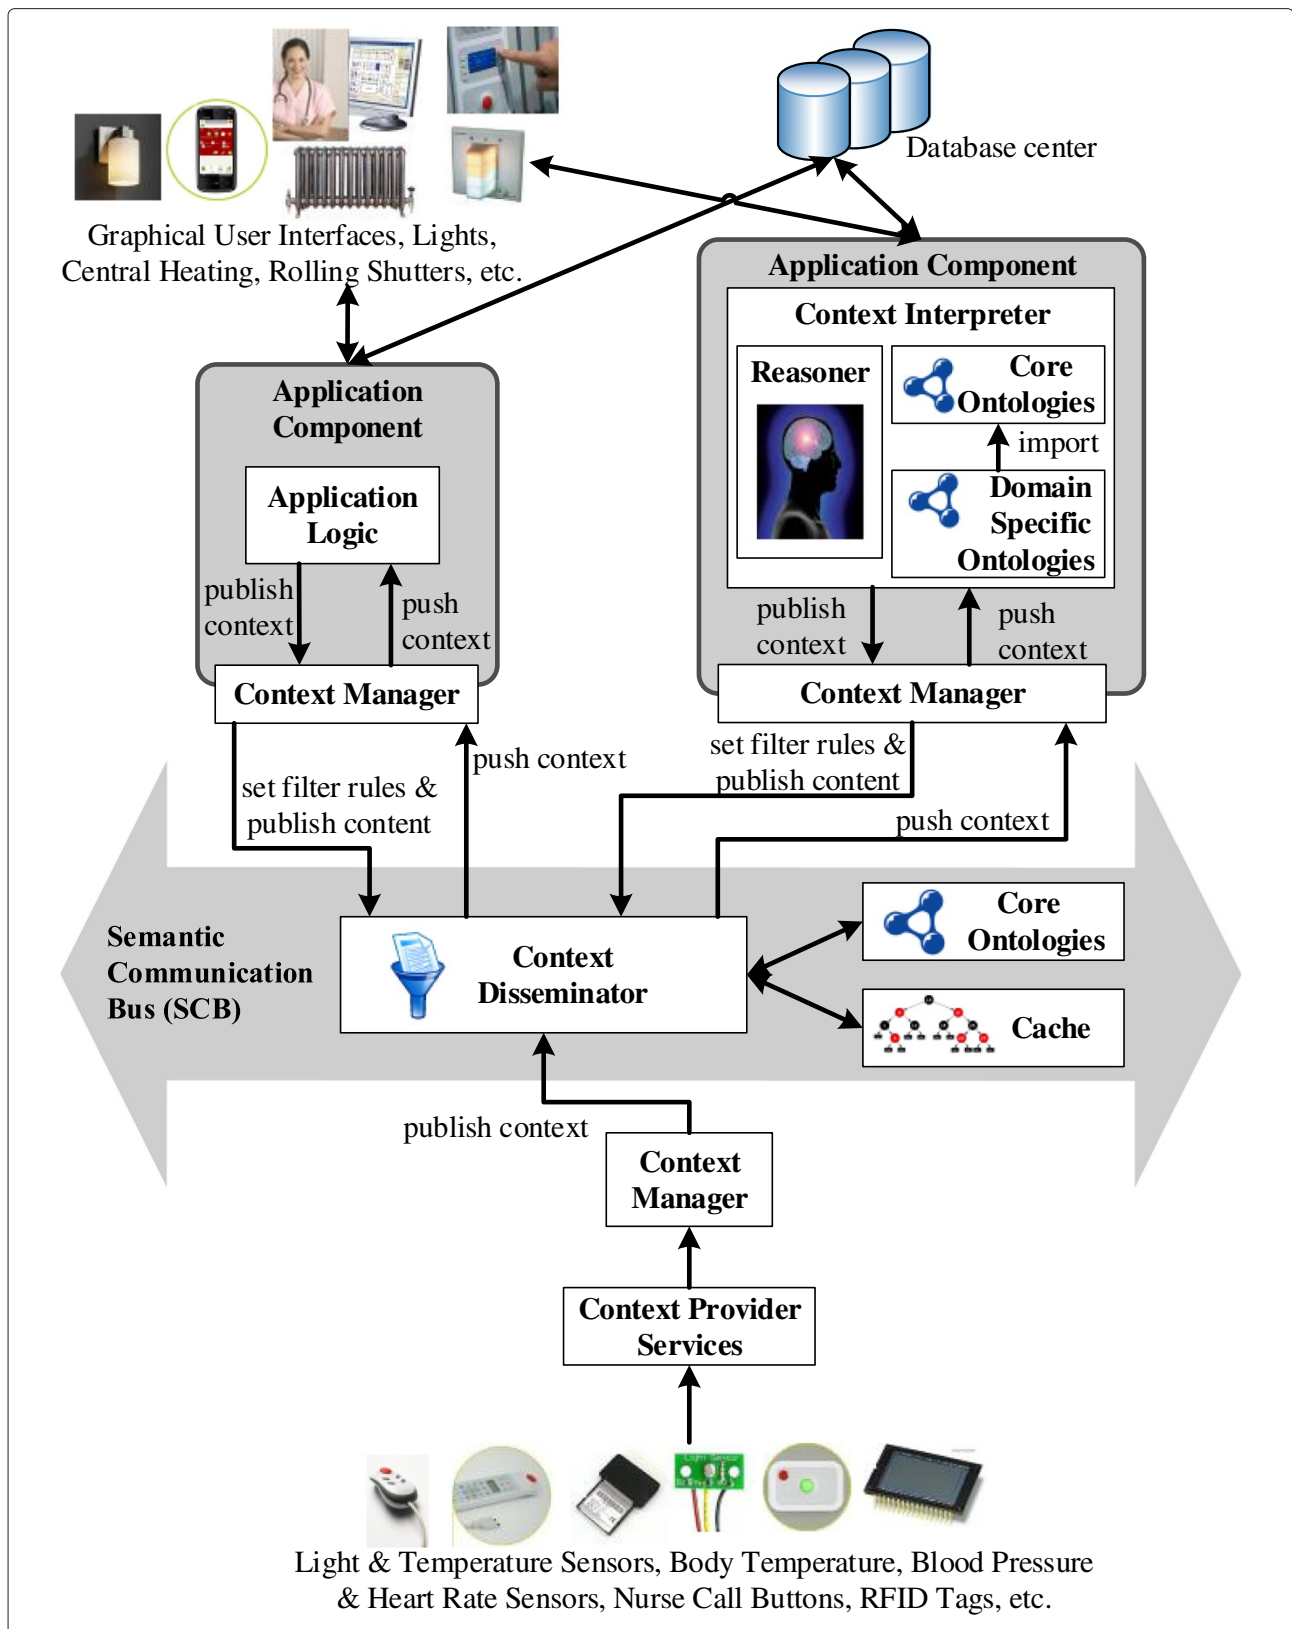 Database center
Graphical User Interfaces, Lights,
Central Heating, Rolling Shutters, etc.
Application Component
Context Interpreter
Reasoner
Core
Ontologies
import
Domain
Specific
Ontologies
publish
context
push
context
Context Manager
Application
Component
Application
Logic
publish
context
push
context
Context Manager
set filter rules &
publish content
push context
set filter rules &
publish content
push context
Semantic
Communication
Bus (SCB)
Context
Disseminator
Core
Ontologies
Cache
publish context
Context
Manager
Context Provider
Services
Light Sensor
Light & Temperature Sensors, Body Temperature, Blood Pressure
& Heart Rate Sensors, Nurse Call Buttons, RFID Tags, etc.